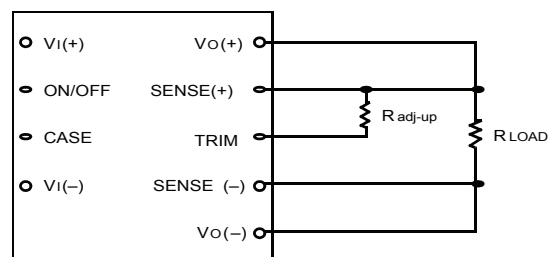 VI(+)
VO(+)
ON/OFF
SENSE(+)
Radj-up
CASE
TRIM
RLOAD
VI(–)
SENSE (–)
VO(–)